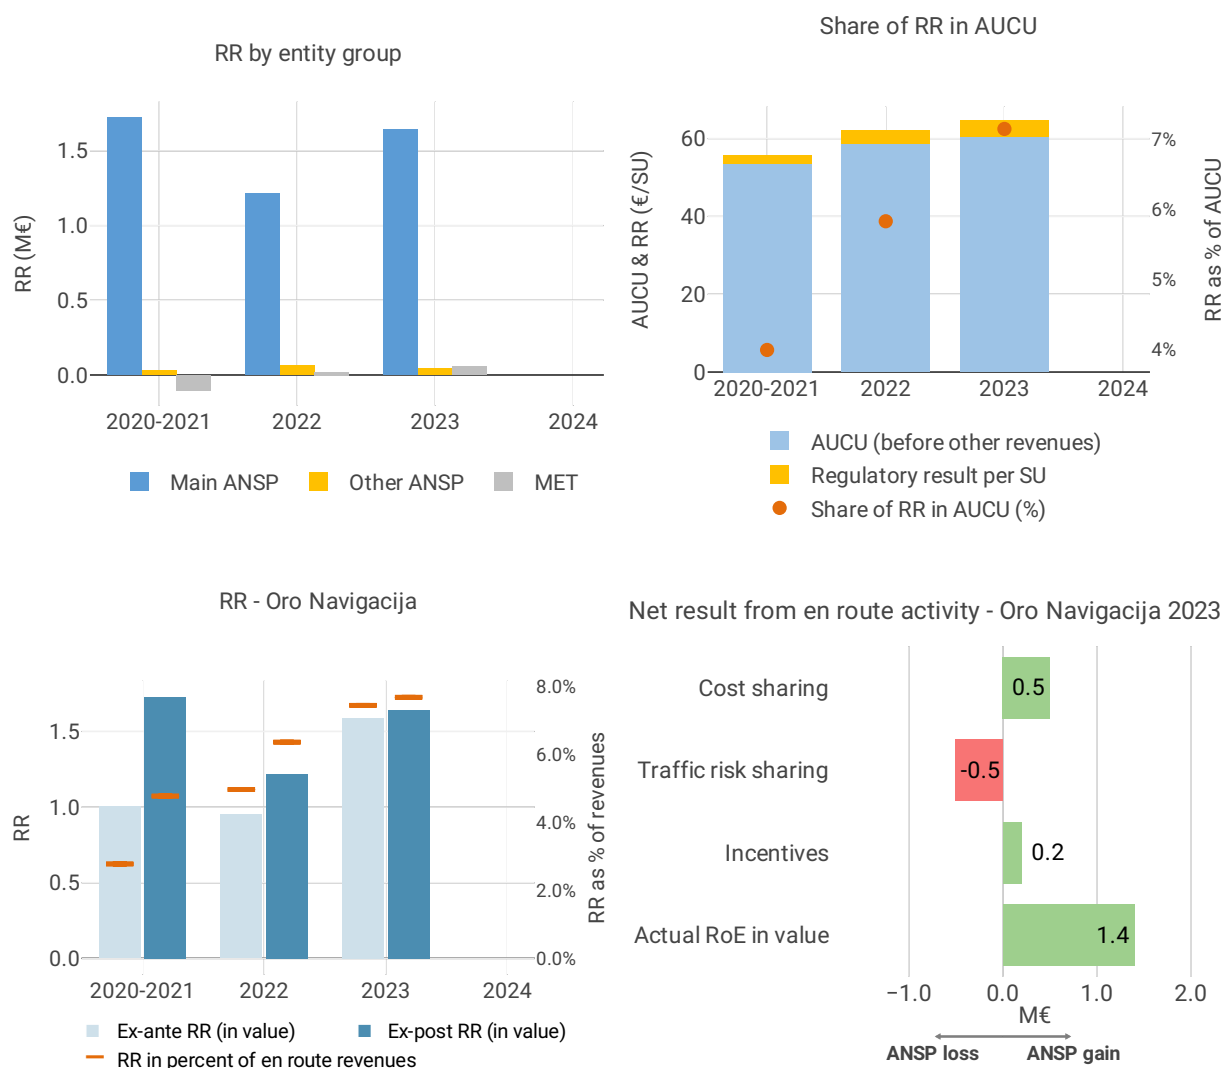 RR by entity group
RR (M€)
1.5
1.0
0.5
0.0
2020-2021 2022 2023 2024
Main ANSP Other ANSP MET
Share of RR in AUCU
AUCU & RR (€/SU)
60
40
20
0
7%
6%
5%
4%
RR as % of AUCU
2020-2021 2022 2023 2024
AUCU (before other revenues)
Regulatory result per SU
Share of RR in AUCU (%)
RR - Oro Navigacija
RR
1.5
1.0
0.5
0.0
8.0%
6.0%
4.0%
2.0%
0.0%
RR as % of revenues
2020-2021 2022 2023 2024
Ex-ante RR (in value) Ex-post RR (in value)
RR in percent of en route revenues
Net result from en route activity - Oro Navigacija 2023
Cost sharing 0.5
Traffic risk sharing -0.5
Incentives 0.2
Actual RoE in value 1.4
−1.0 0.0 1.0 2.0
M€
ANSP loss ANSP gain